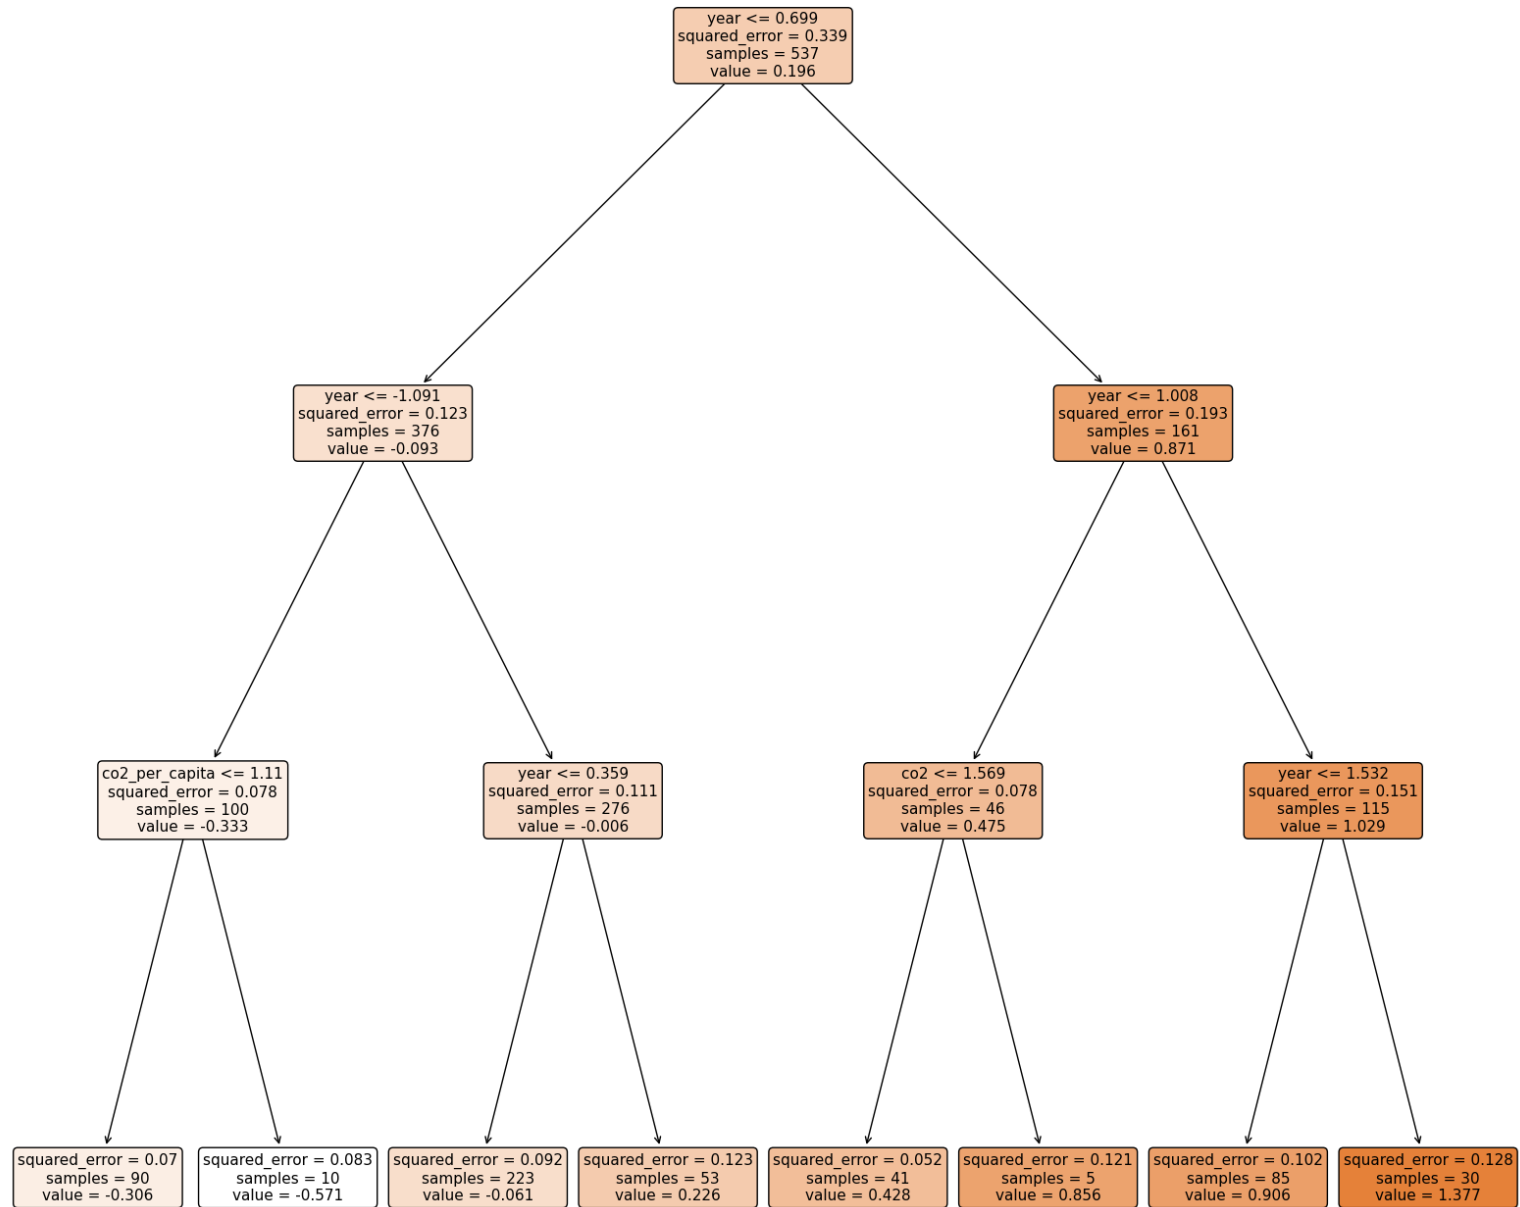 year <= 0.699
squared_error = 0.339
samples = 537
value = 0.196
year <= -1.091
squared_error = 0.123
samples = 376
value = -0.093
year <= 1.008
squared_error = 0.193
samples = 161
value = 0.871
co2_per_capita <= 1.11
squared_error = 0.078
samples = 100
value = -0.333
year <= 0.359
squared_error = 0.111
samples = 276
value = -0.006
co2 <= 1.569
squared_error = 0.078
samples = 46
value = 0.475
year <= 1.532
squared_error = 0.151
samples = 115
value = 1.029
squared_error = 0.07
samples = 90
value = -0.306
squared_error = 0.083
samples = 10
value = -0.571
squared_error = 0.092
samples = 223
value = -0.061
squared_error = 0.123
samples = 53
value = 0.226
squared_error = 0.052
samples = 41
value = 0.428
squared_error = 0.121
samples = 5
value = 0.856
squared_error = 0.102
samples = 85
value = 0.906
squared_error = 0.128
samples = 30
value = 1.377